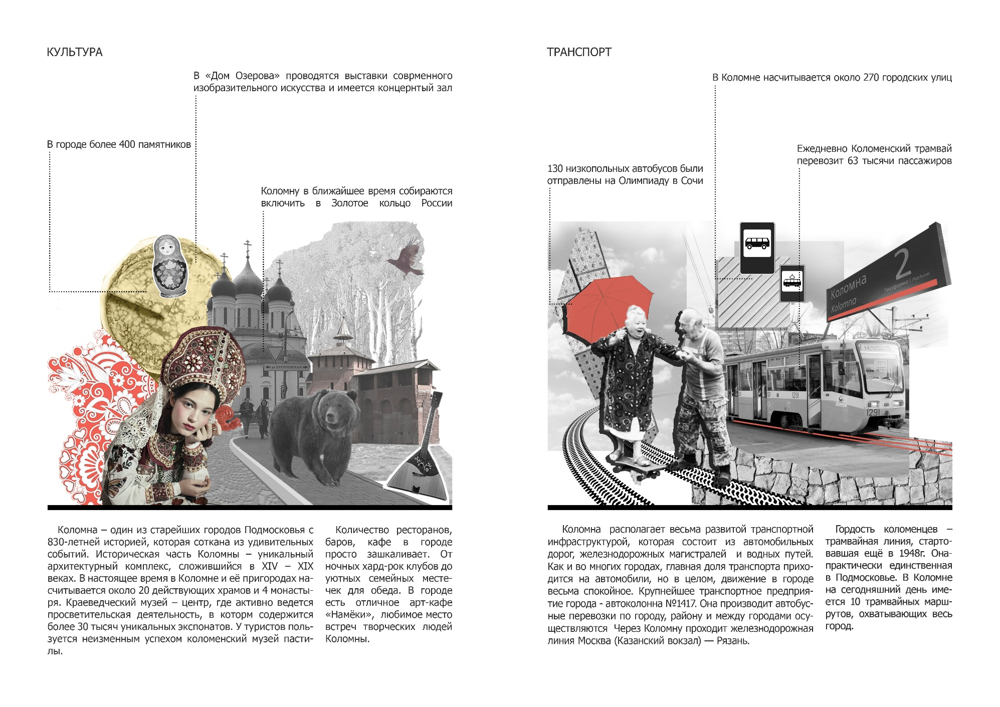 КУЛЬТУРА
В «Дом Озерова» проводятся выставки соврменного
изобразительного искусства и имеется концернтый зал
В городе более 400 памятников
Коломну в ближайшее время собираются
включить в Золотое кольцо России
ул. КРЕМЛЕВСКАЯ
P
Коломна – один из старейших городов Подмосковья с
830-летней историей, которая соткана из удивительных
событий. Историческая часть Коломны – уникальный
архитектурный комплекс, сложившийся в XIV – XIX
веках. В настоящее время в Коломне и её пригородах на-
считывается около 20 действующих храмов и 4 монасты-
ря. Краеведческий музей – центр, где активно ведется
просветительская деятельность, в которм содержится
более 30 тысяч уникальных экспонатов. У туристов поль-
зуется неизменным успехом коломенский музей пасти-
лы.
Количество ресторанов,
баров, кафе в городе
просто зашкаливает. От
ночных хард-рок клубов до
уютных семейных месте-
чек для обеда. В городе
есть отличное арт-кафе
«Намёки», любимое место
встреч творческих людей
Коломны.
ТРАНСПОРТ
В Коломне насчитывается около 270 городских улиц
Ежедневно Коломенский трамвай
перевозит 63 тысячи пассажиров
130 низкопольных автобусов были
отправлены на Олимпиаду в Сочи
2
Коломна
Платформа | Platform
Kolomna
14
1291
1291
Коломна располагает весьма развитой транспортной
инфраструктурой, которая состоит из автомобильных
дорог, железнодорожных магистралей и водных путей.
Как и во многих городах, главная доля транспорта прихо-
дится на автомобили, но в целом, движение в городе
весьма спокойное. Крупнейшее транспортное предприя-
тие города - автоколонна №1417. Она производит автобус-
ные перевозки по городу, району и между городами осу-
ществляются Через Коломну проходит железнодорожная
линия Москва (Казанский вокзал) — Рязань.
Гордость коломенцев –
трамвайная линия, старто-
вавшая ещё в 1948г. Она-
практически единственная
в Подмосковье. В Коломне
на сегодняшний день име-
ется 10 трамвайных марш-
рутов, охватывающих весь
город.